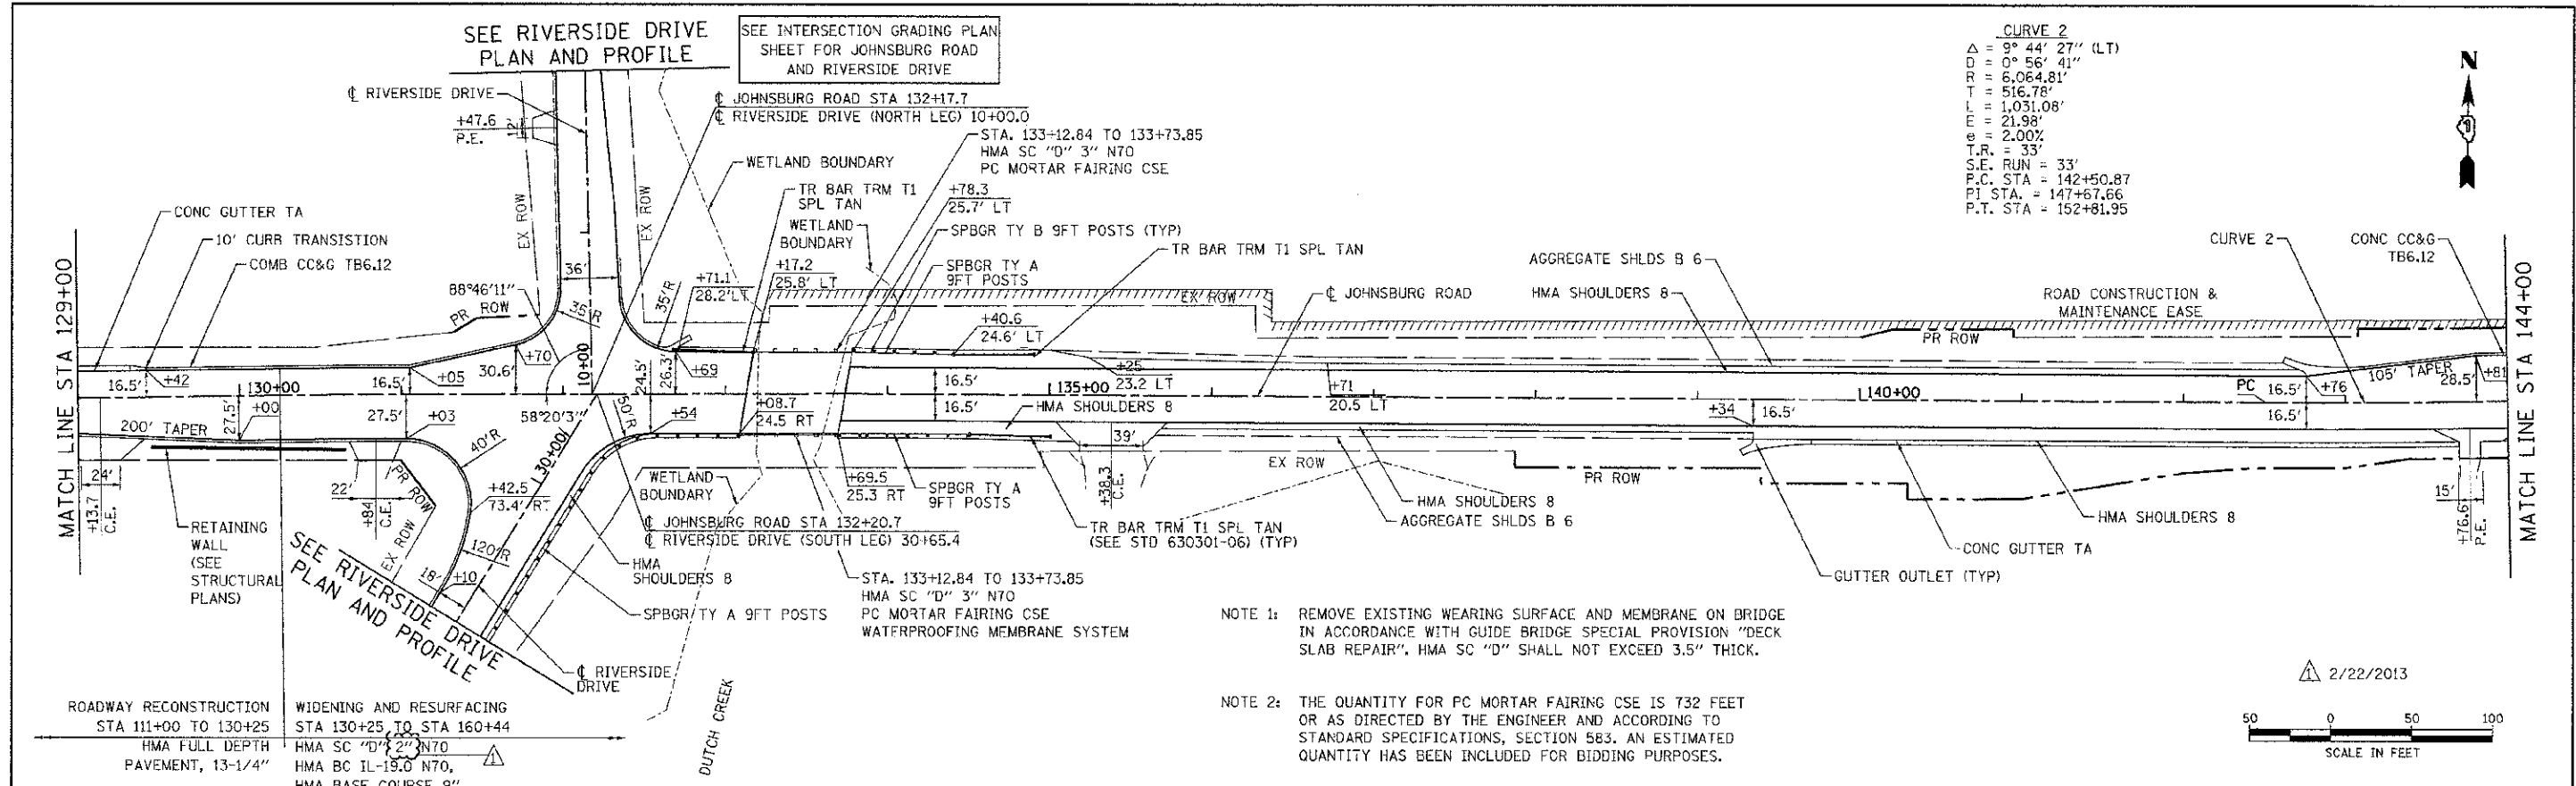 SEE RIVERSIDE DRIVE
PLAN AND PROFILE
SEE INTERSECTION GRADING PLAN
SHEET FOR JOHNSBURG ROAD
AND RIVERSIDE DRIVE
CURVE 2
Δ = 9° 44' 27" (LT)
D = 0° 56' 41"
R = 6,064.81'
T = 516.78'
L = 1,031.08'
E = 21.98'
e = 2.00%
T.R. = 33'
S.E. RUN = 33'
P.C. STA = 142+50.87
PI STA. = 147+67.66
P.T. STA = 152+81.95
N
℄ RIVERSIDE DRIVE
+47.6
P.E.
12'
℄ JOHNSBURG ROAD STA 132+17.7
℄ RIVERSIDE DRIVE (NORTH LEG) 10+00.0
STA. 133+12.84 TO 133+73.85
HMA SC "D" 3" N70
PC MORTAR FAIRING CSE
WETLAND BOUNDARY
TR BAR TRM T1
SPL TAN
+78.3
25.7' LT
WETLAND
BOUNDARY
SPBGR TY B 9FT POSTS (TYP)
TR BAR TRM T1 SPL TAN
CONC GUTTER TA
10' CURB TRANSISTION
COMB CC&G TB6.12
EX ROW
EX ROW
36'
88°46'11"
PR ROW
35'R
35'R
+71.1
28.2'LT
+17.2
25.8' LT
SPBGR TY A
9FT POSTS
EX ROW
℄ JOHNSBURG ROAD
AGGREGATE SHLDS B 6
HMA SHOULDERS 8
ROAD CONSTRUCTION &
MAINTENANCE EASE
CURVE 2
CONC CC&G
TB6.12
MATCH LINE STA 129+00
MATCH LINE STA 144+00
+40.6
24.6' LT
PR ROW
16.5'
+42
130+00
16.5'
+05
30.6'
+70
10+00
24.5'
26.3'
+69
16.5'
135+00
+25
23.2 LT
+71
20.5 LT
140+00
PC
16.5'
+76
105' TAPER
28.5'
+81
27.5'
+00
27.5'
+03
58°20'3"
50'R
+54
+08.7
24.5 RT
16.5'
HMA SHOULDERS 8
+34
16.5'
16.5'
200' TAPER
40'R
130+00
39'
24'
+13.7
C.E.
22'
+84
C.E.
PR ROW
EX ROW
+42.5
73.4' RT
WETLAND
BOUNDARY
+69.5
25.3 RT
SPBGR TY A
9FT POSTS
+38.3
C.E.
EX ROW
PR ROW
HMA SHOULDERS 8
AGGREGATE SHLDS B 6
HMA SHOULDERS 8
15'
+76.6
P.E.
RETAINING
WALL
(SEE
STRUCTURAL
PLANS)
℄ JOHNSBURG ROAD STA 132+20.7
℄ RIVERSIDE DRIVE (SOUTH LEG) 30+65.4
TR BAR TRM T1 SPL TAN
(SEE STD 630301-06) (TYP)
CONC GUTTER TA
GUTTER OUTLET (TYP)
120'R
18'
+10
SEE RIVERSIDE DRIVE
PLAN AND PROFILE
HMA
SHOULDERS 8
SPBGR TY A 9FT POSTS
STA. 133+12.84 TO 133+73.85
HMA SC "D" 3" N70
PC MORTAR FAIRING CSE
WATERPROOFING MEMBRANE SYSTEM
℄ RIVERSIDE
DRIVE
DUTCH CREEK
NOTE 1: REMOVE EXISTING WEARING SURFACE AND MEMBRANE ON BRIDGE
IN ACCORDANCE WITH GUIDE BRIDGE SPECIAL PROVISION "DECK
SLAB REPAIR". HMA SC "D" SHALL NOT EXCEED 3.5" THICK.
NOTE 2: THE QUANTITY FOR PC MORTAR FAIRING CSE IS 732 FEET
OR AS DIRECTED BY THE ENGINEER AND ACCORDING TO
STANDARD SPECIFICATIONS, SECTION 583. AN ESTIMATED
QUANTITY HAS BEEN INCLUDED FOR BIDDING PURPOSES.
1 2/22/2013
50 0 50 100
SCALE IN FEET
ROADWAY RECONSTRUCTION
STA 111+00 TO 130+25
HMA FULL DEPTH
PAVEMENT, 13-1/4"
WIDENING AND RESURFACING
STA 130+25 TO STA 160+44
HMA SC "D" 2" N70
1
HMA BC IL-19.0 N70,
HMA BASE COURSE 9"